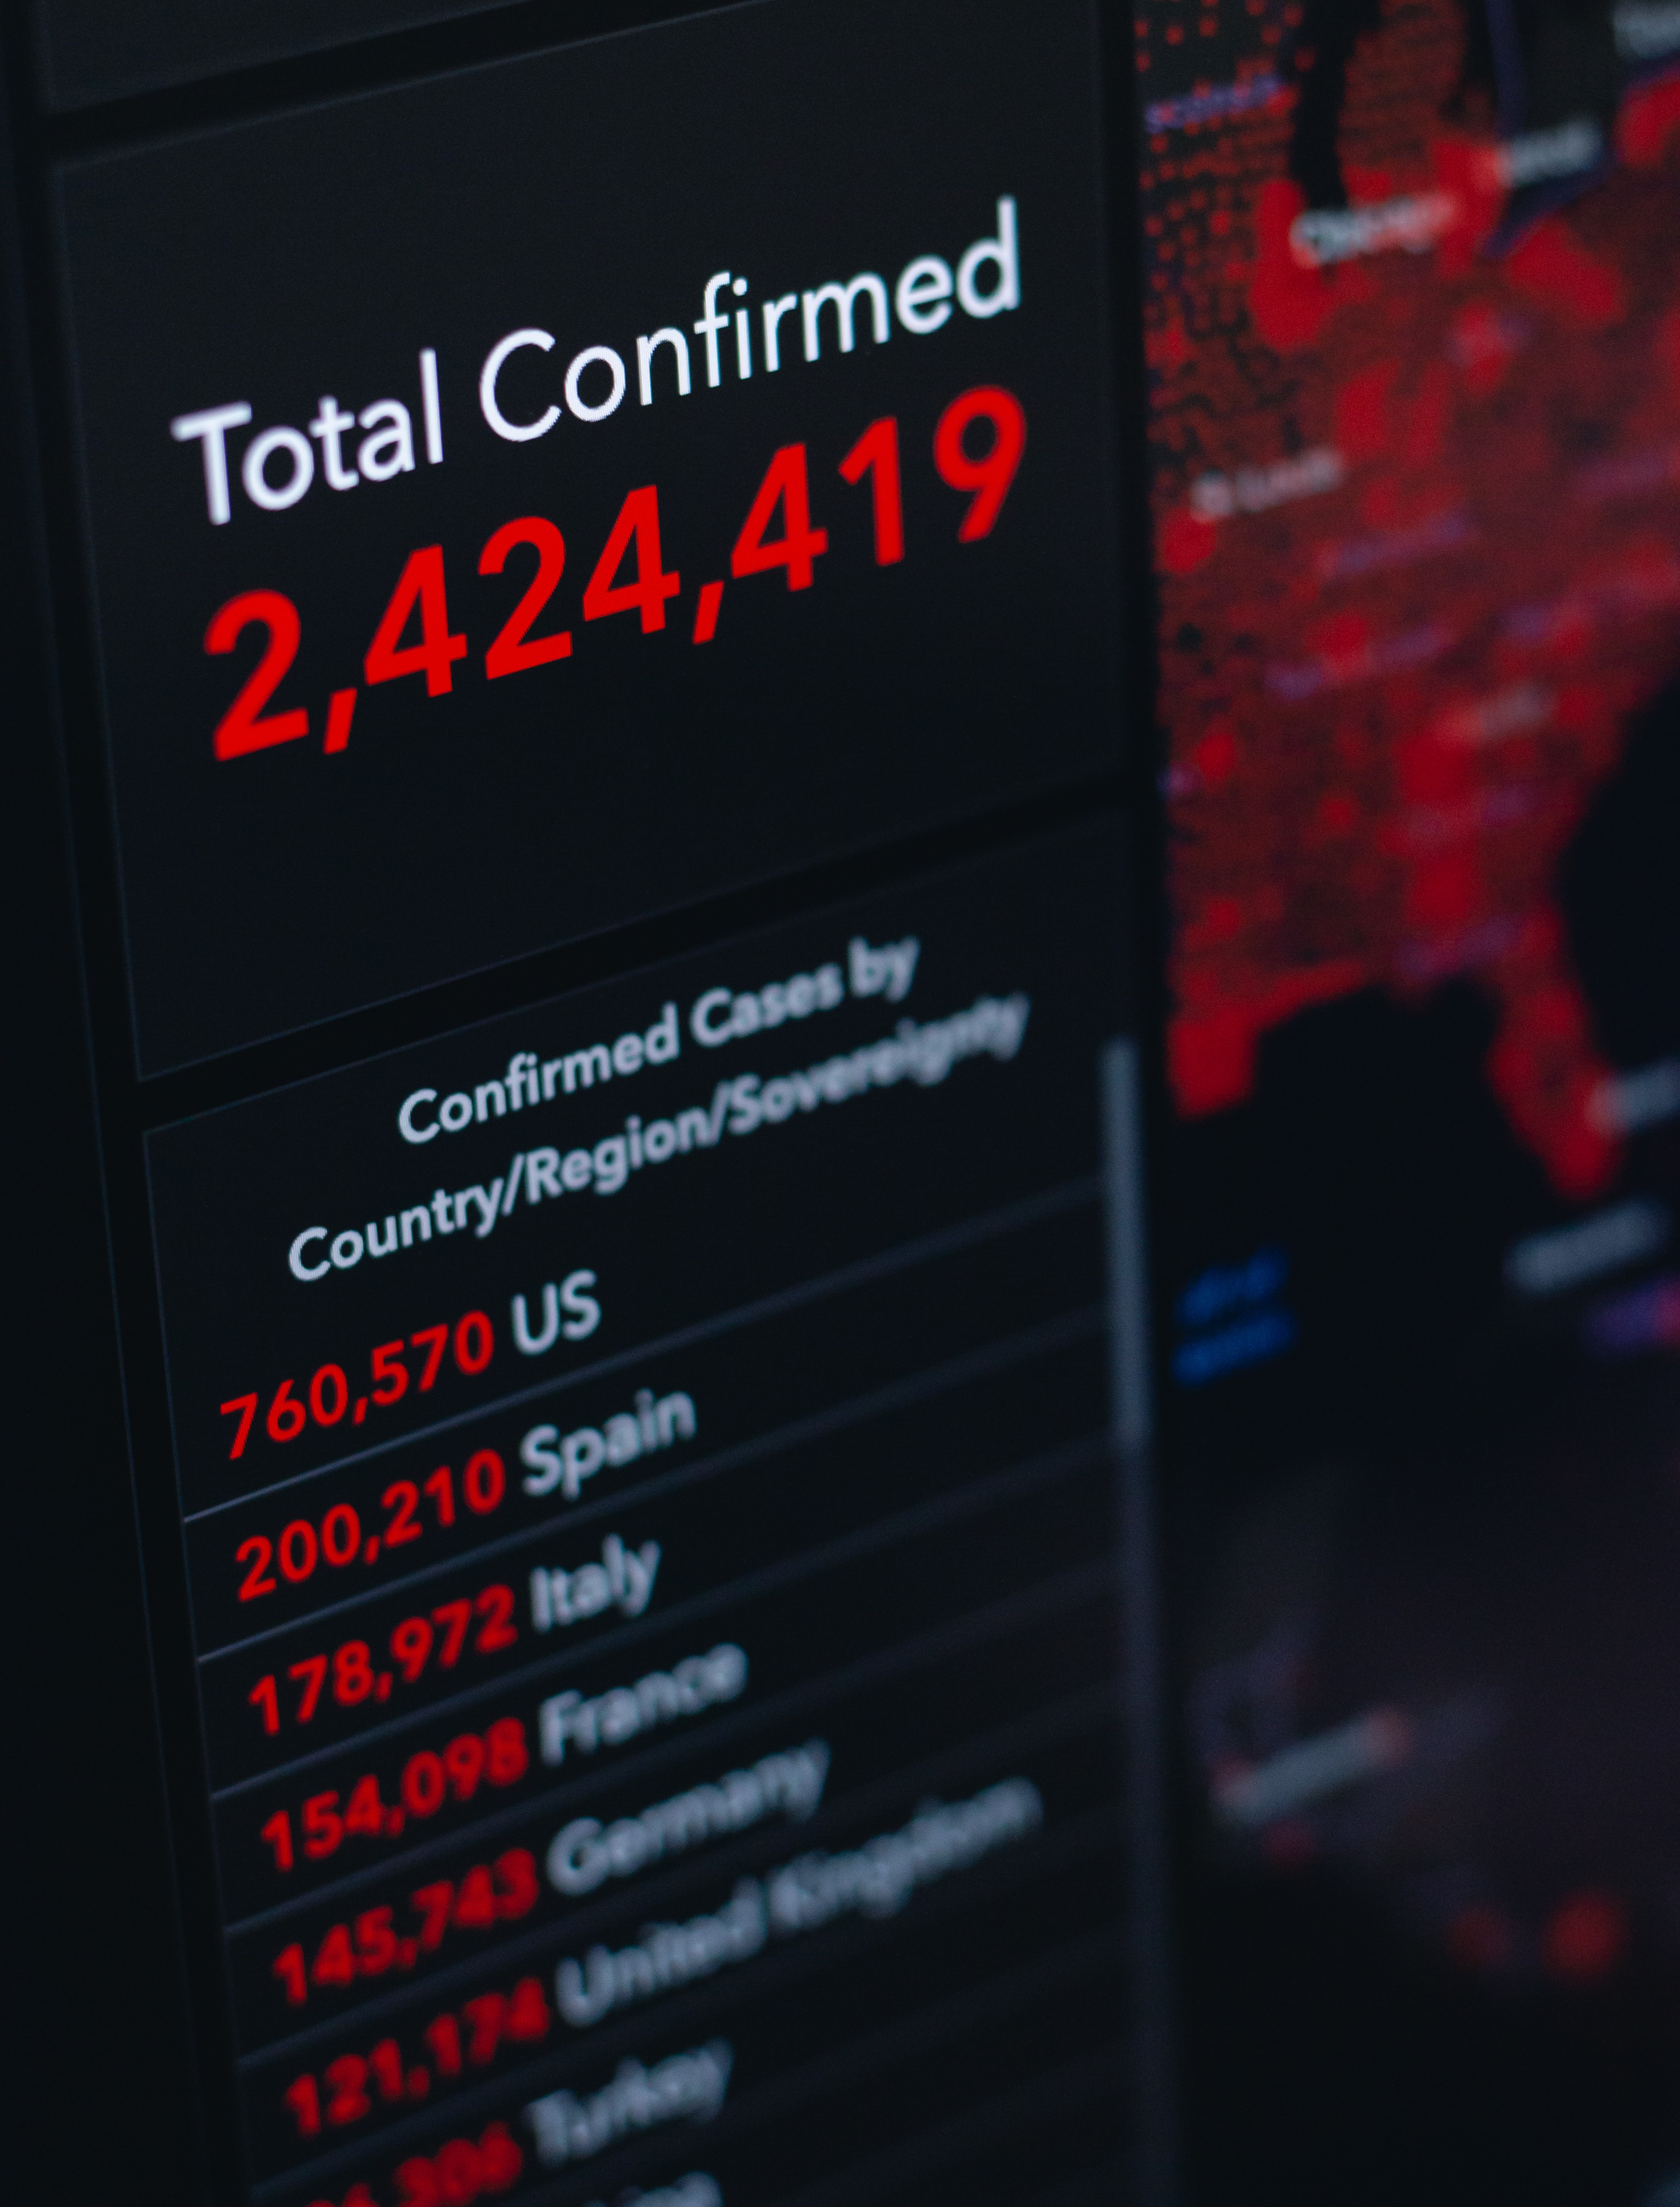 Total Confirmed
2,424,419
Confirmed Cases by
Country/Region/Sovereignty
760,570 US
200,210 Spain
178,972 Italy
154,098 France
145,743 Germany
121,174 United Kingdom
Turkey